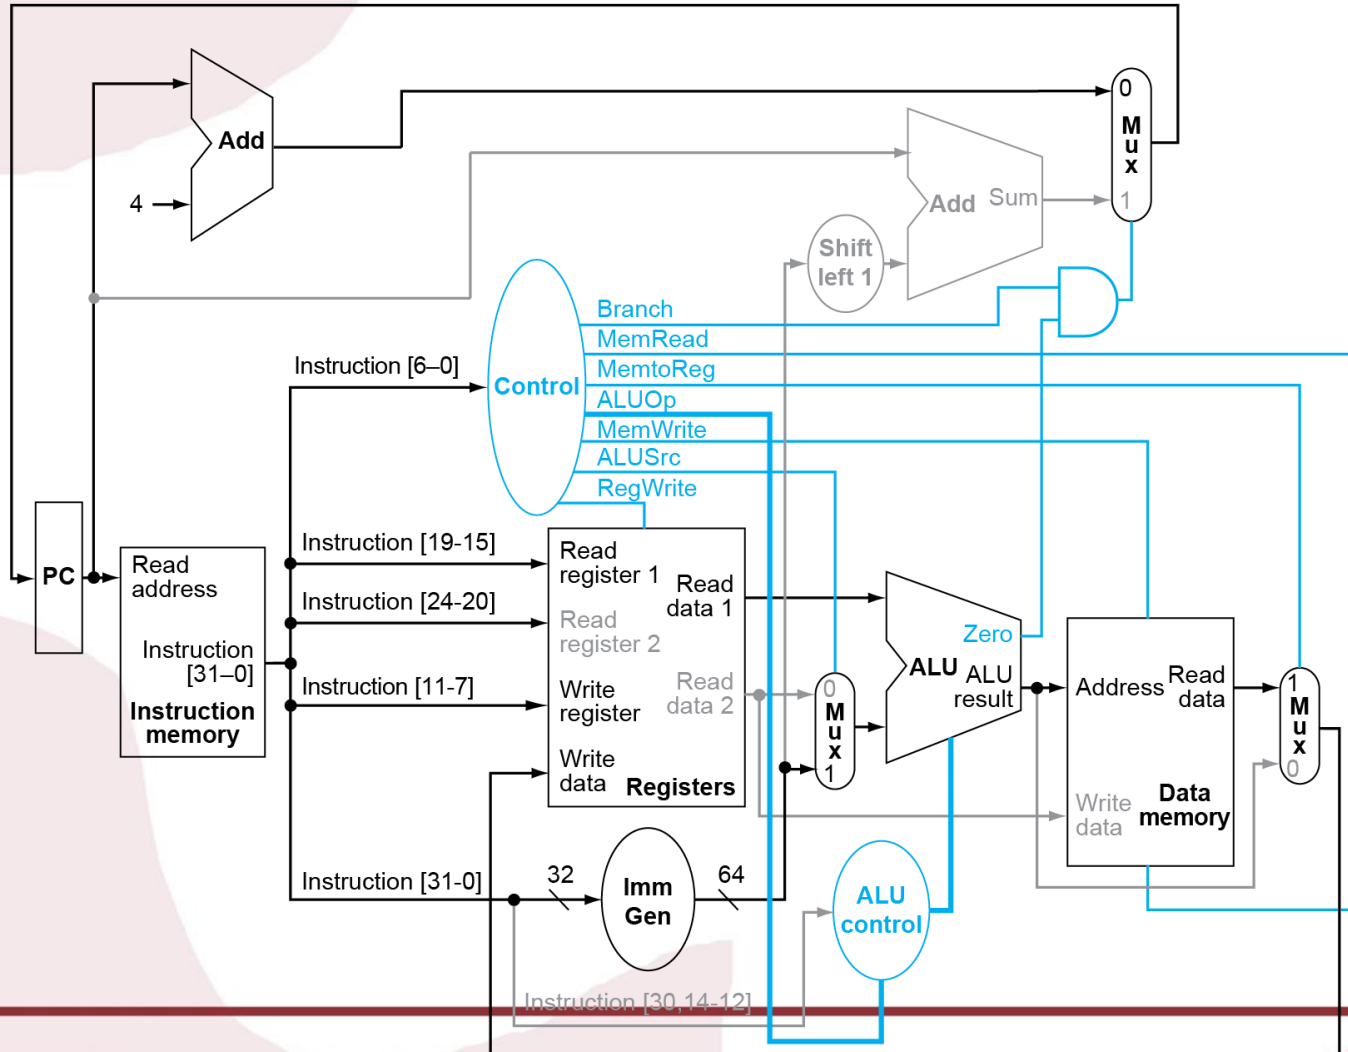 0
M
u
x
1
Add
4
Add Sum
Shift
left 1
Branch
MemRead
MemtoReg
ALUOp
MemWrite
ALUSrc
RegWrite
Control
Instruction [6–0]
Instruction [19-15]
Instruction [24-20]
Instruction [11-7]
Instruction [31-0]
PC
Read
address
Instruction
[31–0]
Instruction
memory
Read
register 1
Read
register 2
Write
register
Write
data
Read
data 1
Read
data 2
Registers
0
M
u
x
1
Zero
ALU
ALU
result
Address
Read
data
Write
data
Data
memory
1
M
u
x
0
32
Imm
Gen
64
ALU
control
Instruction [30,14-12]